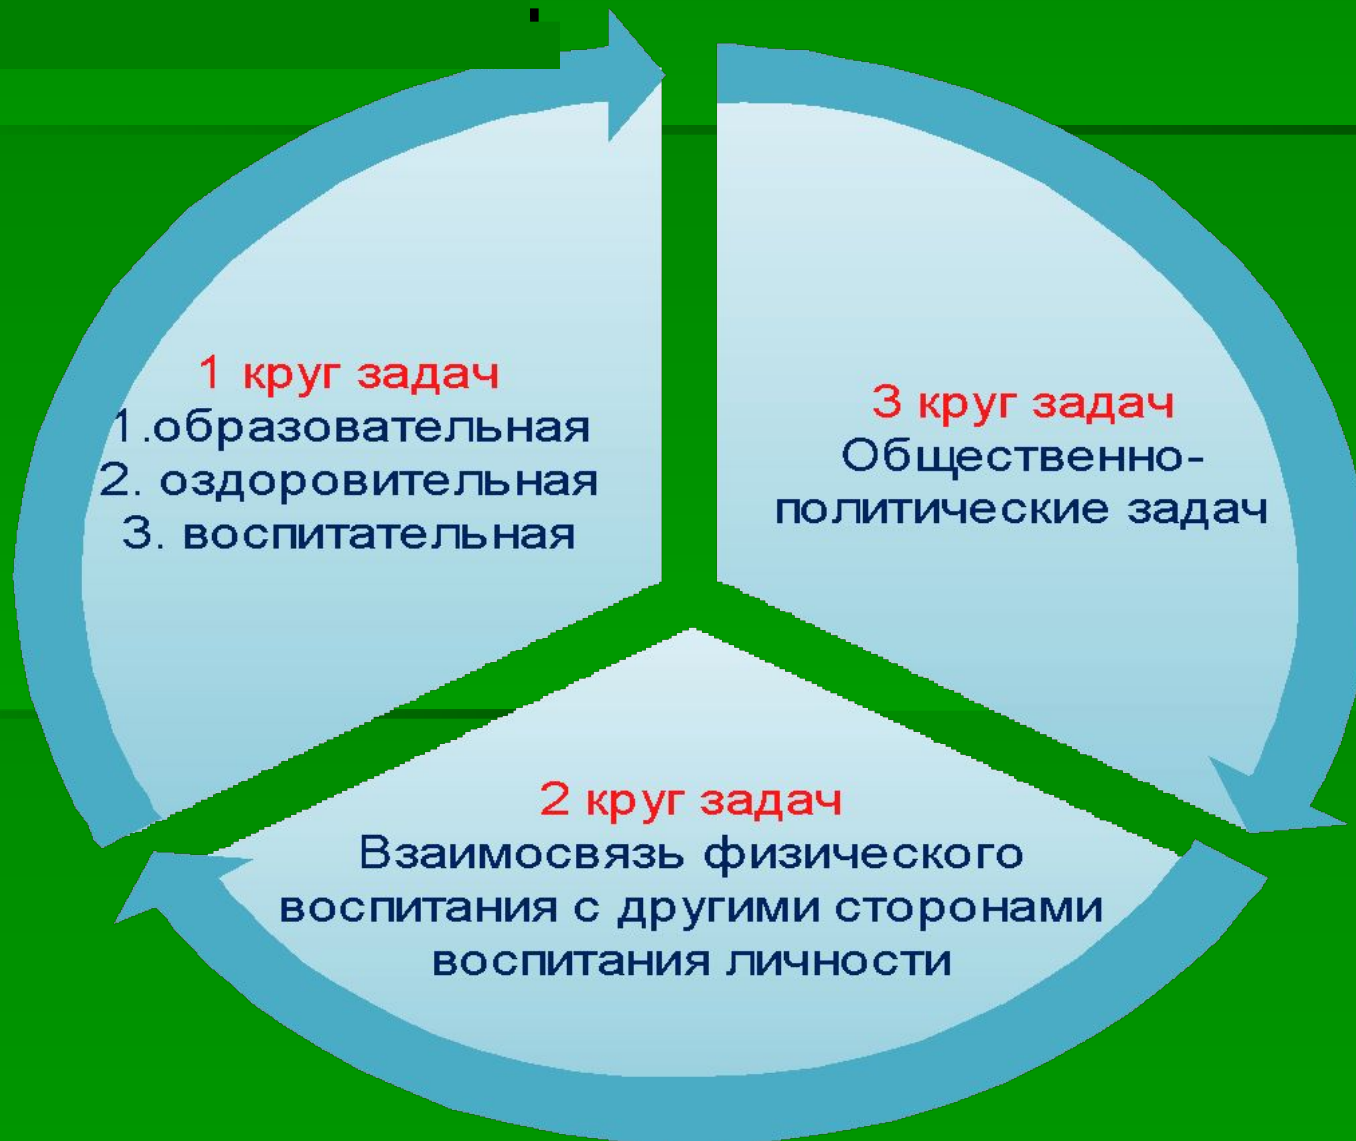 1 круг задач
1.образовательная
2. оздоровительная
3. воспитательная
3 круг задач
Общественно-
политические задач
2 круг задач
Взаимосвязь физического
воспитания с другими сторонами
воспитания личности